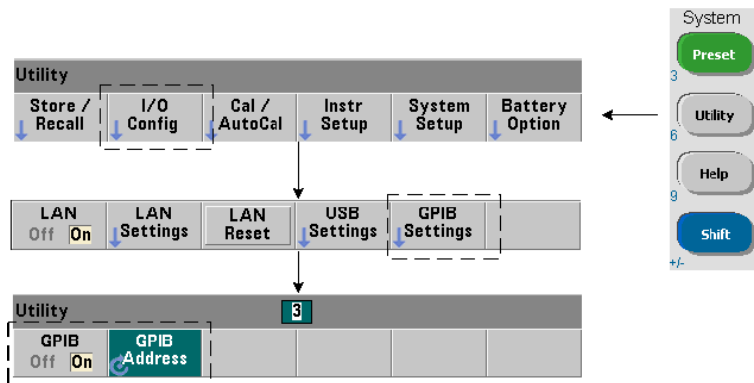 System
Preset
3
Utility
6
Help
9
Shift
+/-
Utility
Store / Recall
I/O Config
Cal / AutoCal
Instr Setup
System Setup
Battery Option
LAN
Off On
LAN Settings
LAN Reset
USB Settings
GPIB Settings
Utility
3
GPIB
Off On
GPIB Address